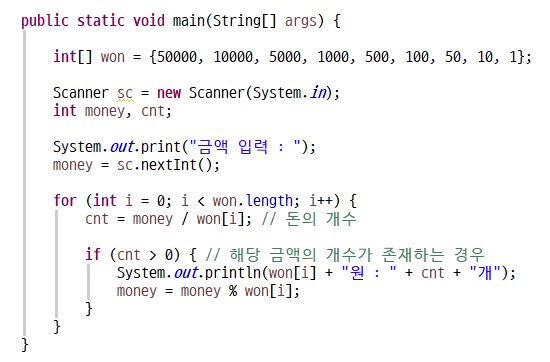 public static void main(String[] args) {
int[] won = {50000, 10000, 5000, 1000, 500, 100, 50, 10, 1};
Scanner sc = new Scanner(System.in);
int money, cnt;
System.out.print("금액 입력 : ");
money = sc.nextInt();
for (int i = 0; i < won.length; i++) {
cnt = money / won[i]; // 돈의 개수
if (cnt > 0) { // 해당 금액의 개수가 존재하는 경우
System.out.println(won[i] + "원 : " + cnt + "개");
money = money % won[i];
}
}
}